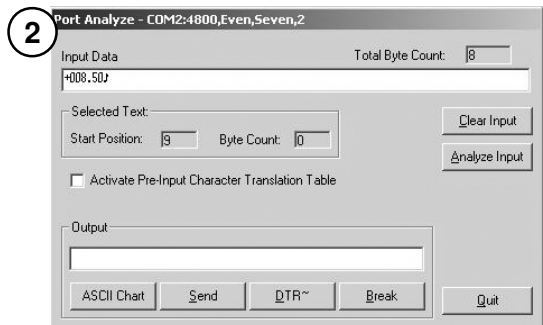 2
Port Analyze - COM2:4800,Even,Seven,2
Input Data Total Byte Count: 8
+008.50♪
Selected Text:
Start Position: 9 Byte Count: 0
Clear Input
Analyze Input
Activate Pre-Input Character Translation Table
Output
ASCII Chart Send DTR~ Break Quit